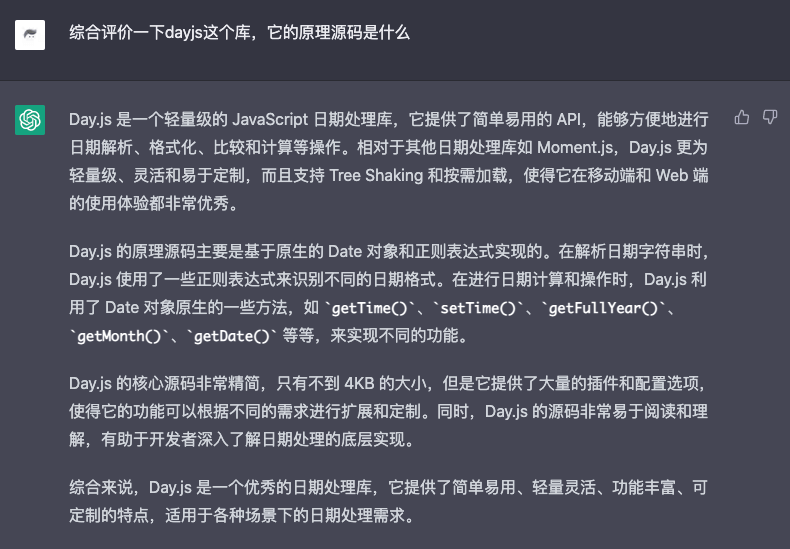 综合评价一下dayjs这个库，它的原理源码是什么
Day.js 是一个轻量级的 JavaScript 日期处理库，它提供了简单易用的 API，能够方便地进行
日期解析、格式化、比较和计算等操作。相对于其他日期处理库如 Moment.js，Day.js 更为
轻量级、灵活和易于定制，而且支持 Tree Shaking 和按需加载，使得它在移动端和 Web 端
的使用体验都非常优秀。
Day.js 的原理源码主要是基于原生的 Date 对象和正则表达式实现的。在解析日期字符串时，
Day.js 使用了一些正则表达式来识别不同的日期格式。在进行日期计算和操作时，Day.js 利
用了 Date 对象原生的一些方法，如 `getTime()`、`setTime()`、`getFullYear()`、
`getMonth()`、`getDate()` 等等，来实现不同的功能。
Day.js 的核心源码非常精简，只有不到 4KB 的大小，但是它提供了大量的插件和配置选项，
使得它的功能可以根据不同的需求进行扩展和定制。同时，Day.js 的源码非常易于阅读和理
解，有助于开发者深入了解日期处理的底层实现。
综合来说，Day.js 是一个优秀的日期处理库，它提供了简单易用、轻量灵活、功能丰富、可
定制的特点，适用于各种场景下的日期处理需求。